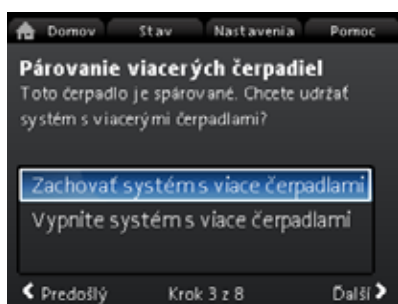 Domov Stav Nastavenia Pomoc
Párovanie viacerých čerpadiel
Toto čerpadlo je spárované. Chcete udržať
systém s viacerými čerpadlami?
Zachovať systém s viace čerpadlami
Vypnite systém s viace čerpadlami
Predošlý Krok 3 z 8 Ďalší